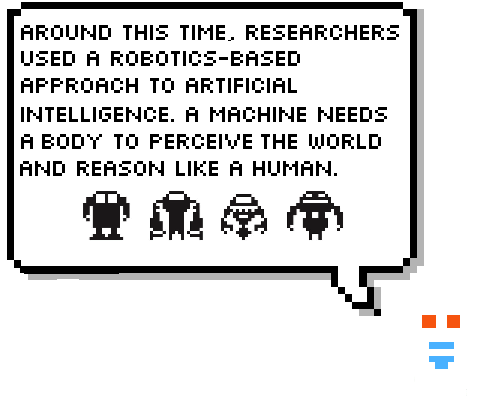 AROUND THIS TIME, RESEARCHERS
USED A ROBOTICS-BASED
APPROACH TO ARTIFICIAL
INTELLIGENCE. A MACHINE NEEDS
A BODY TO PERCEIVE THE WORLD
AND REASON LIKE A HUMAN.